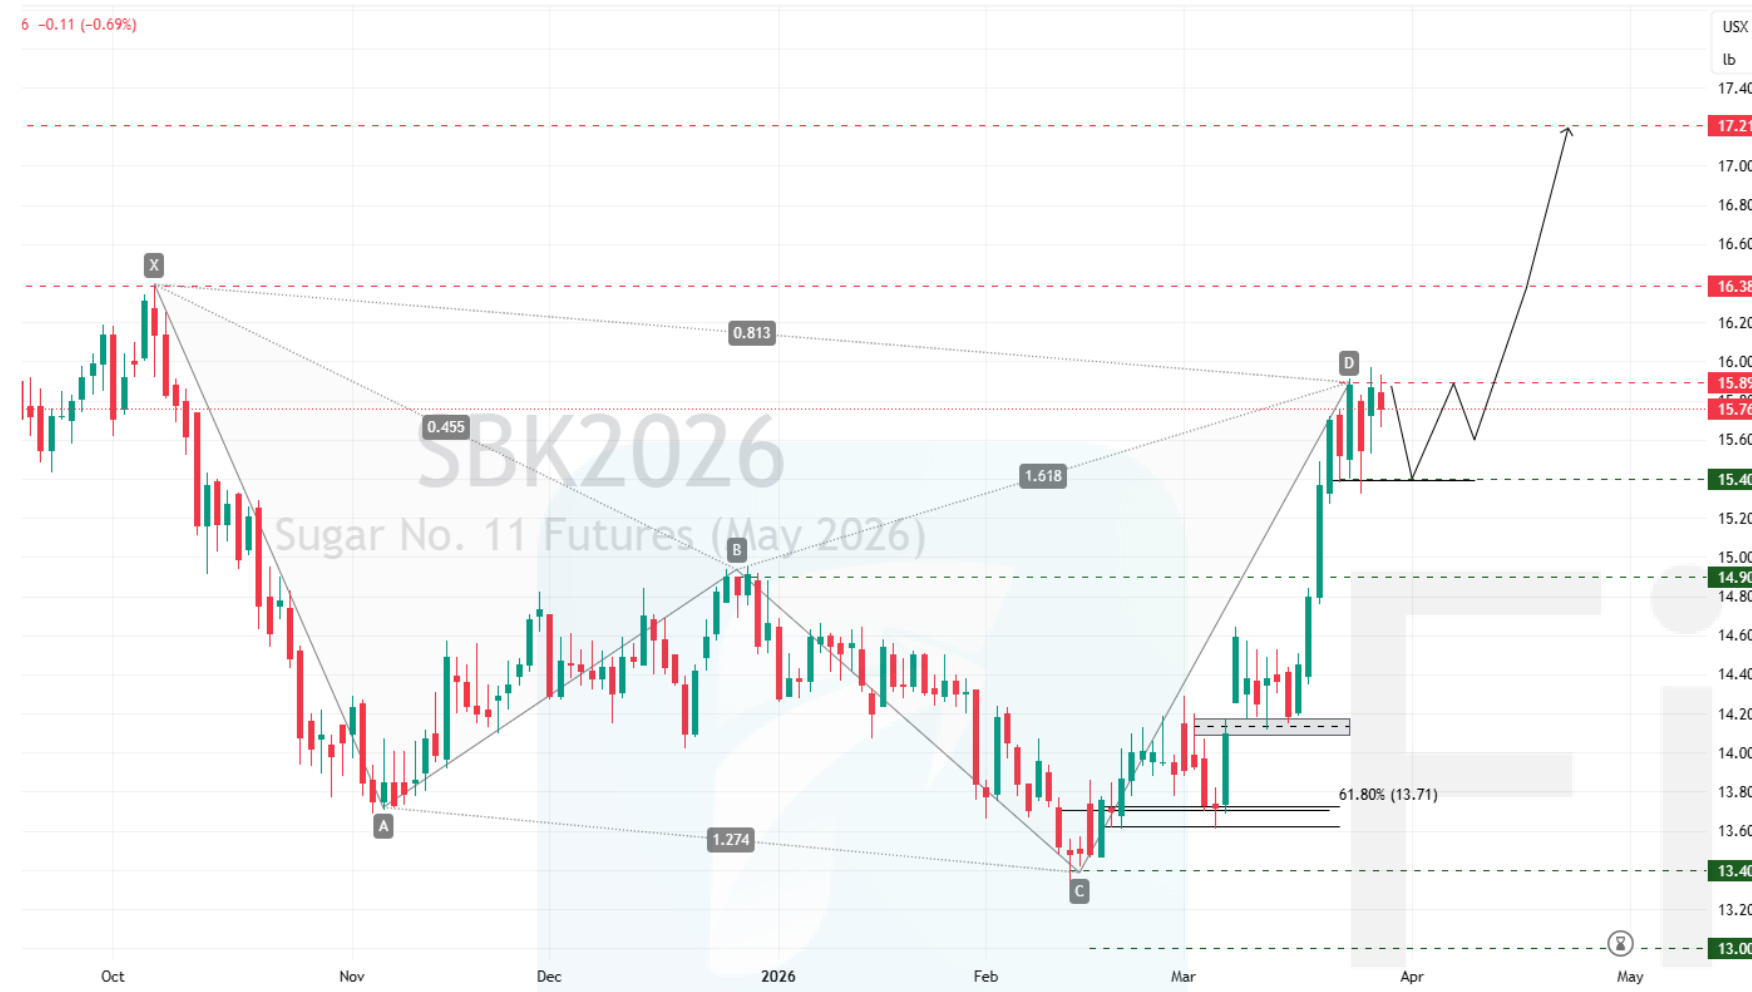 6 −0.11 (−0.69%)
USX
lb
17.40
17.21
17.00
16.80
16.60
X
16.38
16.20
0.813
16.00
D
15.89
15.76
0.455
SBK2026
15.60
1.618
15.40
15.20
Sugar No. 11 Futures (May 2026)
B
15.00
14.90
14.80
14.60
14.40
14.20
14.00
61.80% (13.71)
13.80
A
13.60
1.274
13.40
C
13.20
13.00
Oct Nov Dec 2026 Feb Mar Apr May
Fi